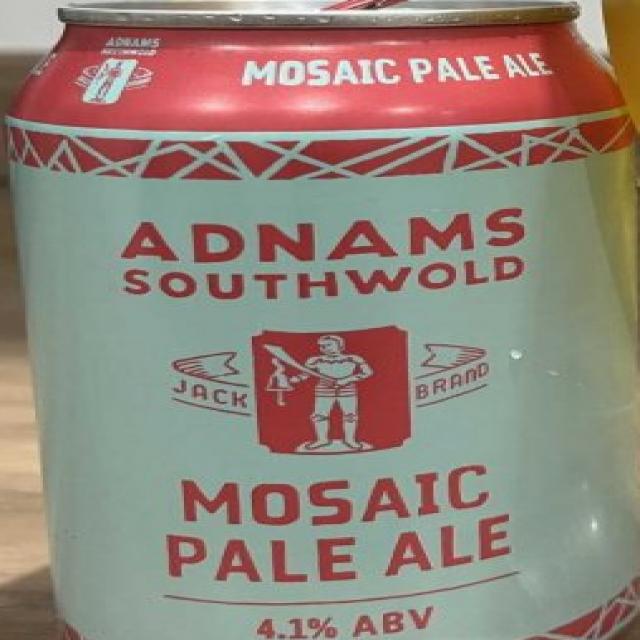 ADNAMS
MOSAIC PALE ALE
ADNAMS
SOUTHWOLD
JACK BRAND
MOSAIC
PALE ALE
4.1% ABV